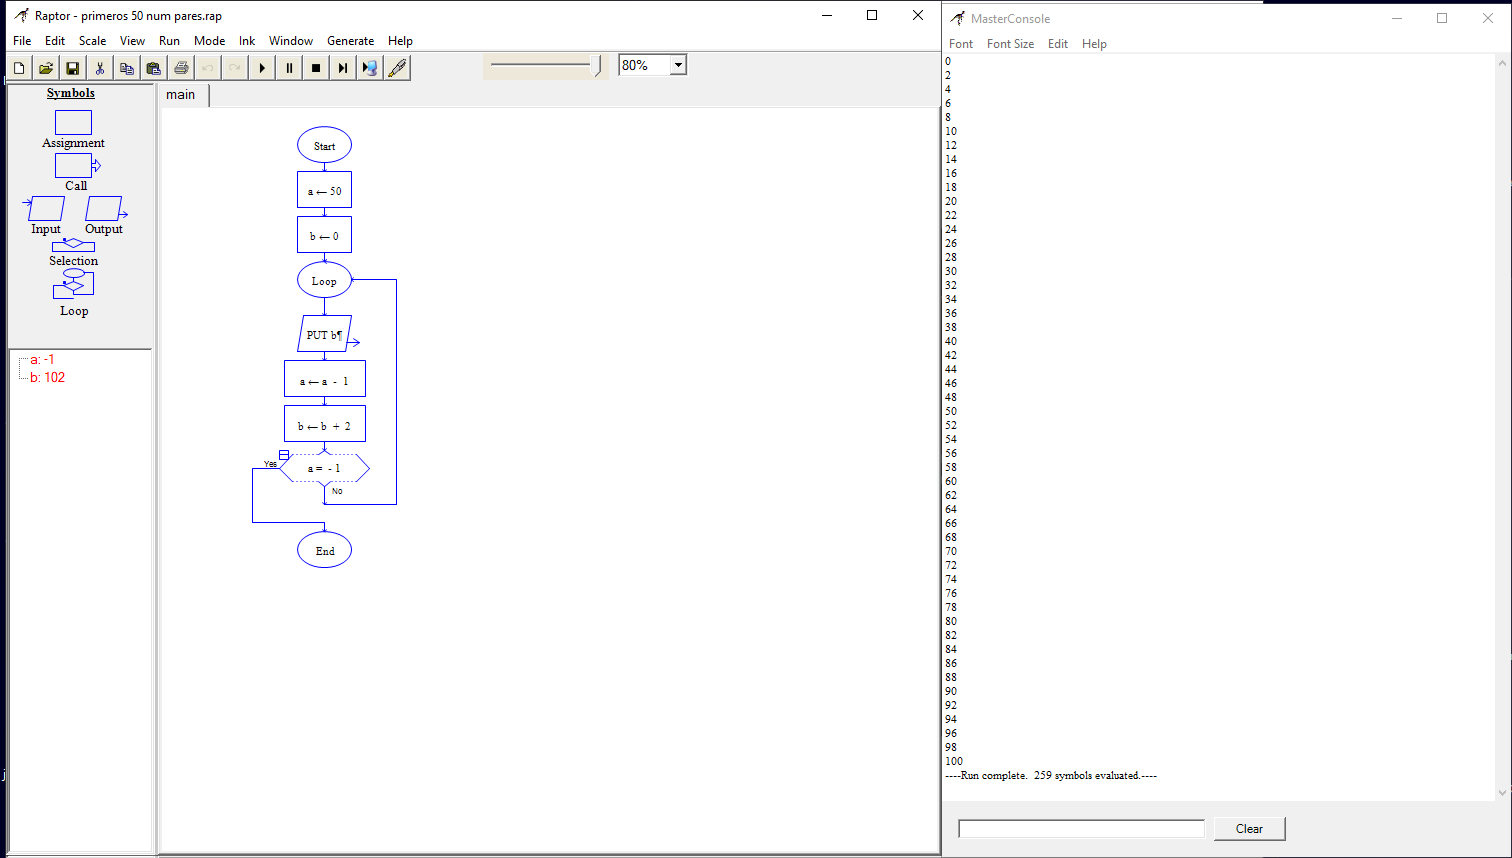 Raptor - primeros 50 num pares.rap
File Edit Scale View Run Mode Ink Window Generate Help
80%
Symbols
Assignment
Call
Input Output
Selection
Loop
a: -1
b: 102
main
Start
a ← 50
b ← 0
Loop
PUT b¶
a ← a - 1
b ← b + 2
Yes
a = - 1
No
End
MasterConsole
Font Font Size Edit Help
0
2
4
6
8
10
12
14
16
18
20
22
24
26
28
30
32
34
36
38
40
42
44
46
48
50
52
54
56
58
60
62
64
66
68
70
72
74
76
78
80
82
84
86
88
90
92
94
96
98
100
----Run complete.  259 symbols evaluated.----
Clear